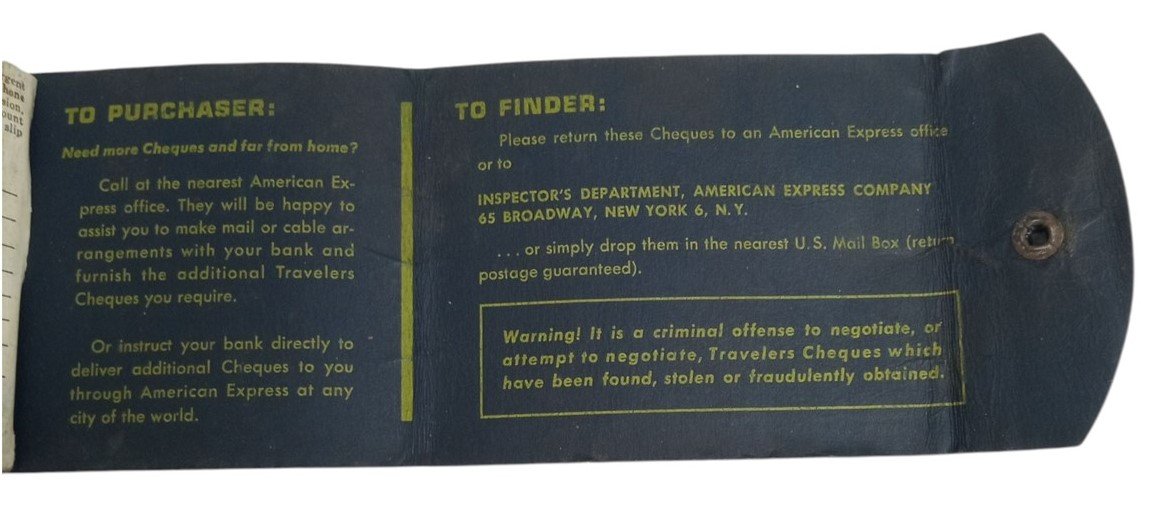 rgent
hone
sion,
ount
slip
TO PURCHASER:
Need more Cheques and far from home?
Call at the nearest American Ex-
press office. They will be happy to
assist you to make mail or cable ar-
rangements with your bank and
furnish the additional Travelers
Cheques you require.
Or instruct your bank directly to
deliver additional Cheques to you
through American Express at any
city of the world.
TO FINDER:
Please return these Cheques to an American Express office
or to
INSPECTOR'S DEPARTMENT, AMERICAN EXPRESS COMPANY
65 BROADWAY, NEW YORK 6, N.Y.
... or simply drop them in the nearest U.S. Mail Box (return
postage guaranteed).
Warning! It is a criminal offense to negotiate, or
attempt to negotiate, Travelers Cheques which
have been found, stolen or fraudulently obtained.